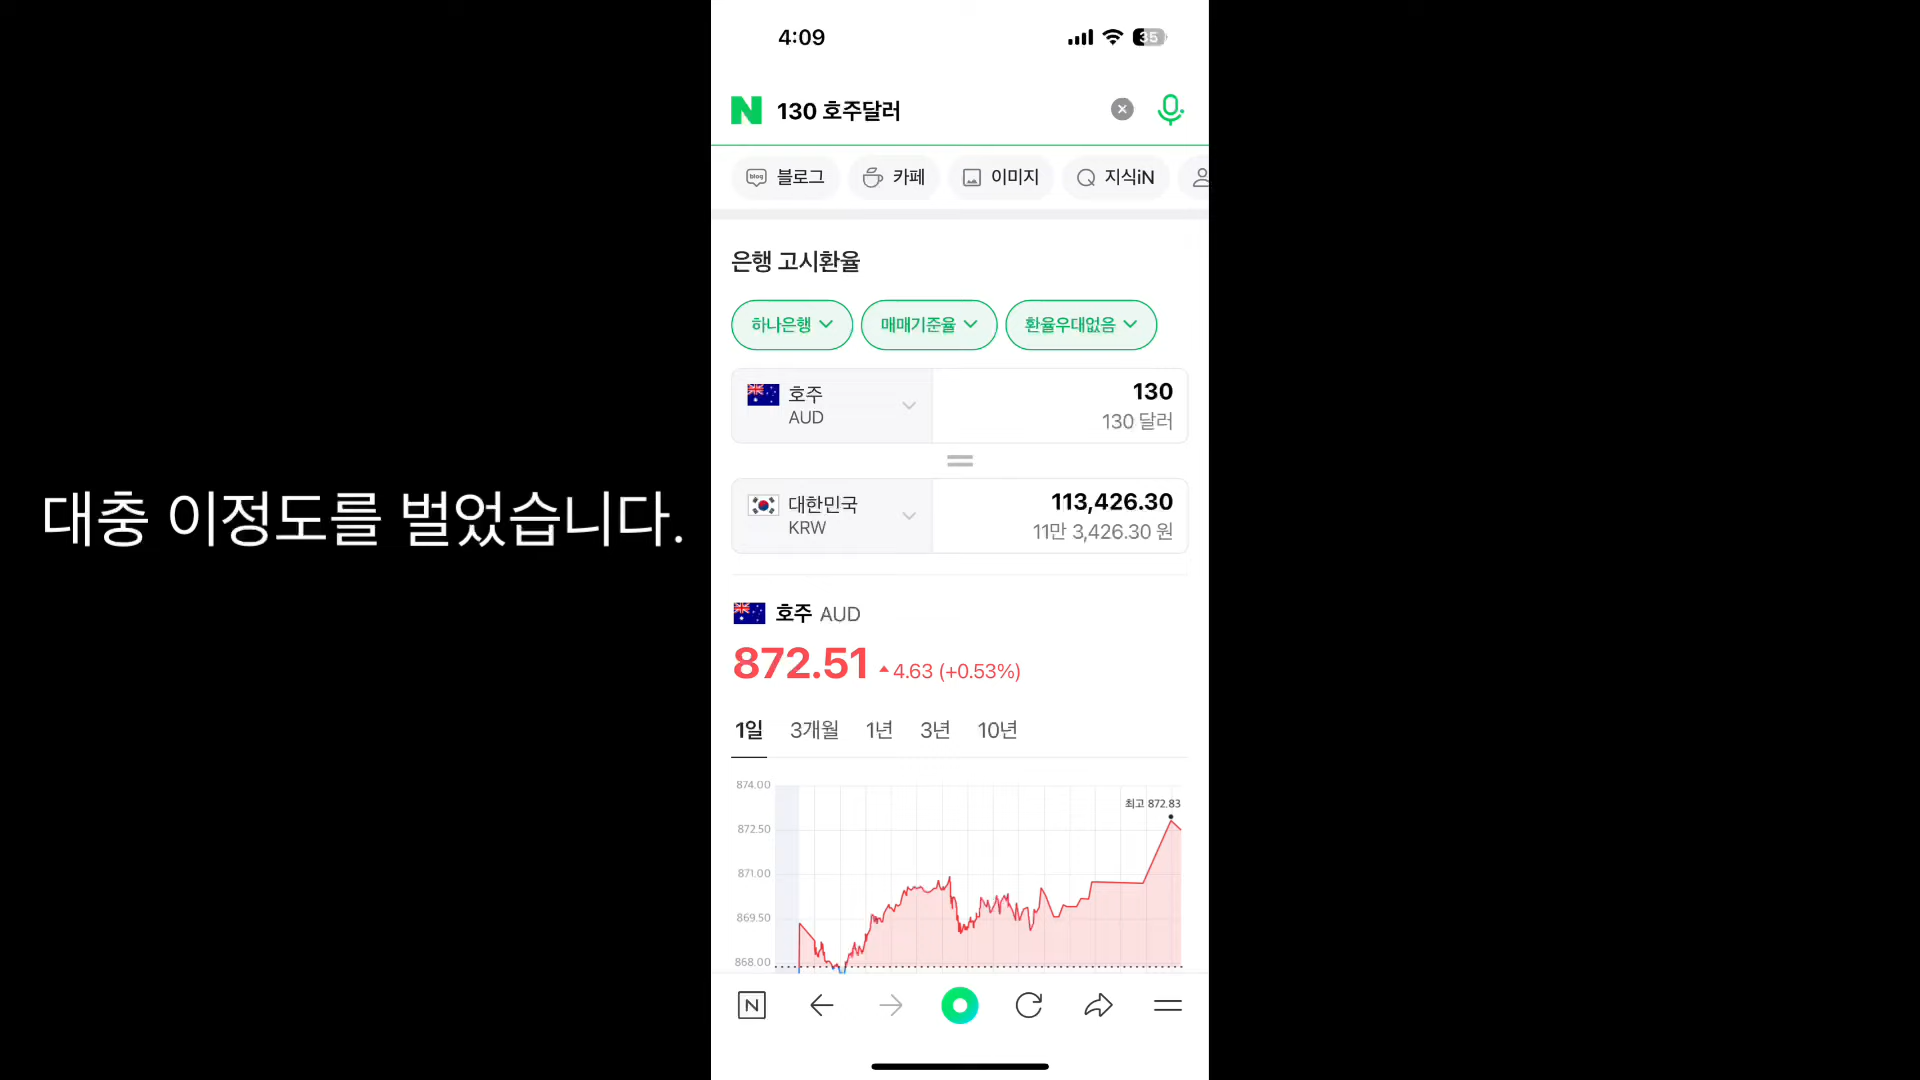 4:09
35
130 호주달러
blog 블로그 카페 이미지 지식iN
은행 고시환율
하나은행 매매기준율 환율우대없음
호주
AUD
130
130 달러
대한민국
KRW
113,426.30
11만 3,426.30 원
대충 이정도를 벌었습니다.
호주 AUD
872.51 4.63 (+0.53%)
1일 3개월 1년 3년 10년
874.00
최고 872.83
872.50
871.00
869.50
868.00
N